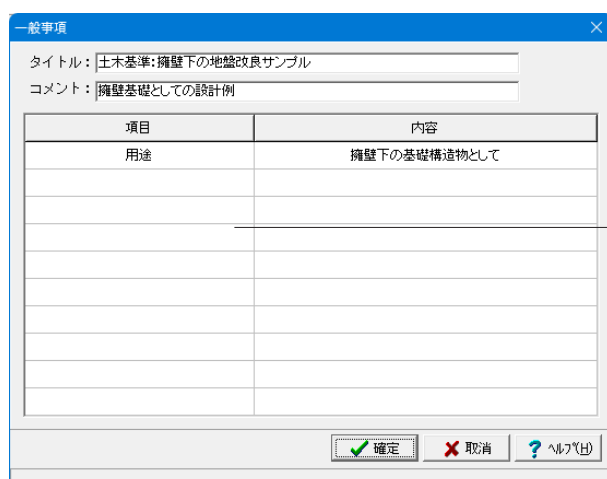 一般事項
タイトル：土木基準：擁壁下の地盤改良サンプル
コメント：擁壁基礎としての設計例
項目 内容
用途 擁壁下の基礎構造物として
確定 取消 ヘルプ(H)